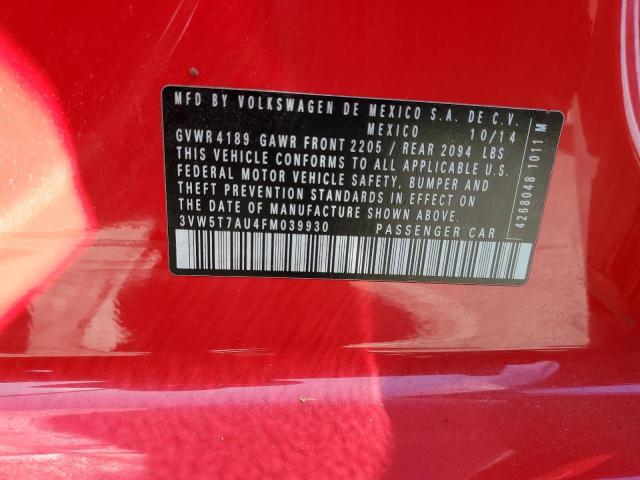 MFD BY VOLKSWAGEN DE MEXICO S.A. DE C.V.
MEXICO 10/14
GVWR 4189 GAWR FRONT 2205 / REAR 2094 LBS
THIS VEHICLE CONFORMS TO ALL APPLICABLE U.S.
FEDERAL MOTOR VEHICLE SAFETY, BUMPER AND
THEFT PREVENTION STANDARDS IN EFFECT ON
THE DATE OF MANUFACTURE SHOWN ABOVE.
3VW5T7AU4FM039930 PASSENGER CAR
4268048 1011 M